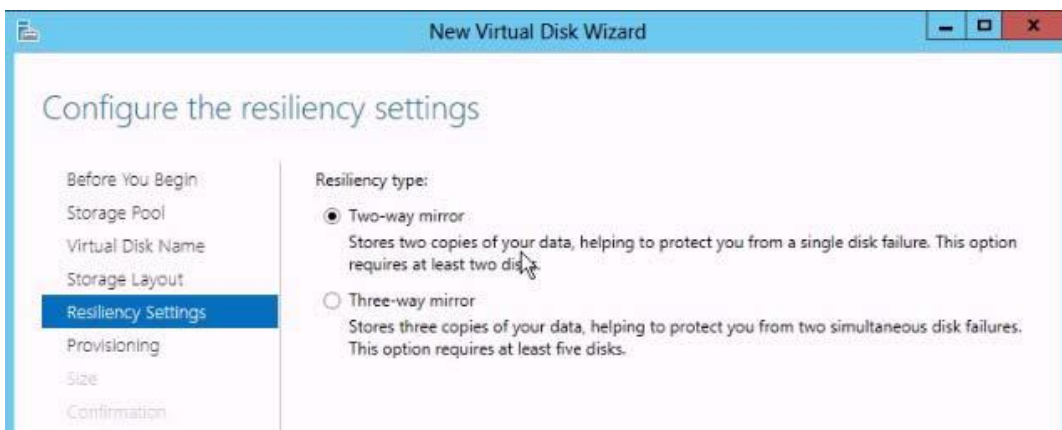 New Virtual Disk Wizard
Configure the resiliency settings
Before You Begin
Storage Pool
Virtual Disk Name
Storage Layout
Resiliency Settings
Provisioning
Size
Confirmation
Resiliency type:
Two-way mirror
Stores two copies of your data, helping to protect you from a single disk failure. This option
requires at least two disks.
Three-way mirror
Stores three copies of your data, helping to protect you from two simultaneous disk failures.
This option requires at least five disks.